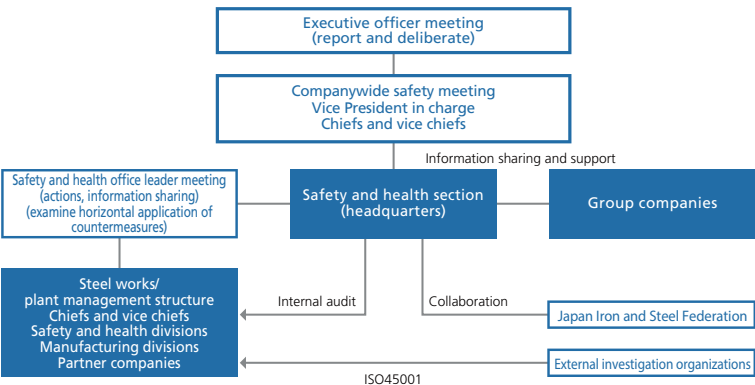 Executive officer meeting
(report and deliberate)
Companywide safety meeting
Vice President in charge
Chiefs and vice chiefs
Information sharing and support
Safety and health office leader meeting
(actions, information sharing)
(examine horizontal application of
countermeasures)
Safety and health section
(headquarters)
Group companies
Steel works/
plant management structure
Chiefs and vice chiefs
Safety and health divisions
Manufacturing divisions
Partner companies
Internal audit
Collaboration
Japan Iron and Steel Federation
External investigation organizations
ISO45001